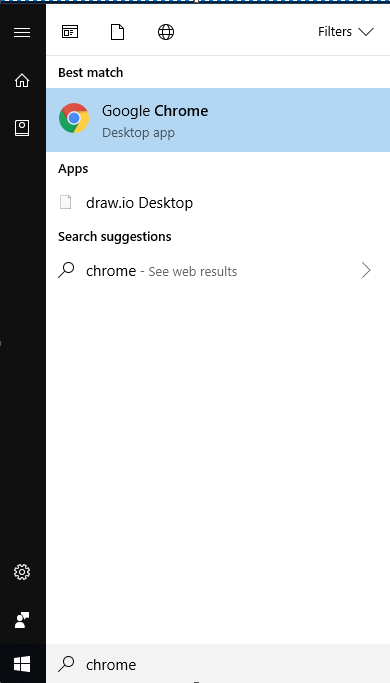 Filters
Best match
Google Chrome
Desktop app
Apps
draw.io Desktop
Search suggestions
chrome - See web results
chrome